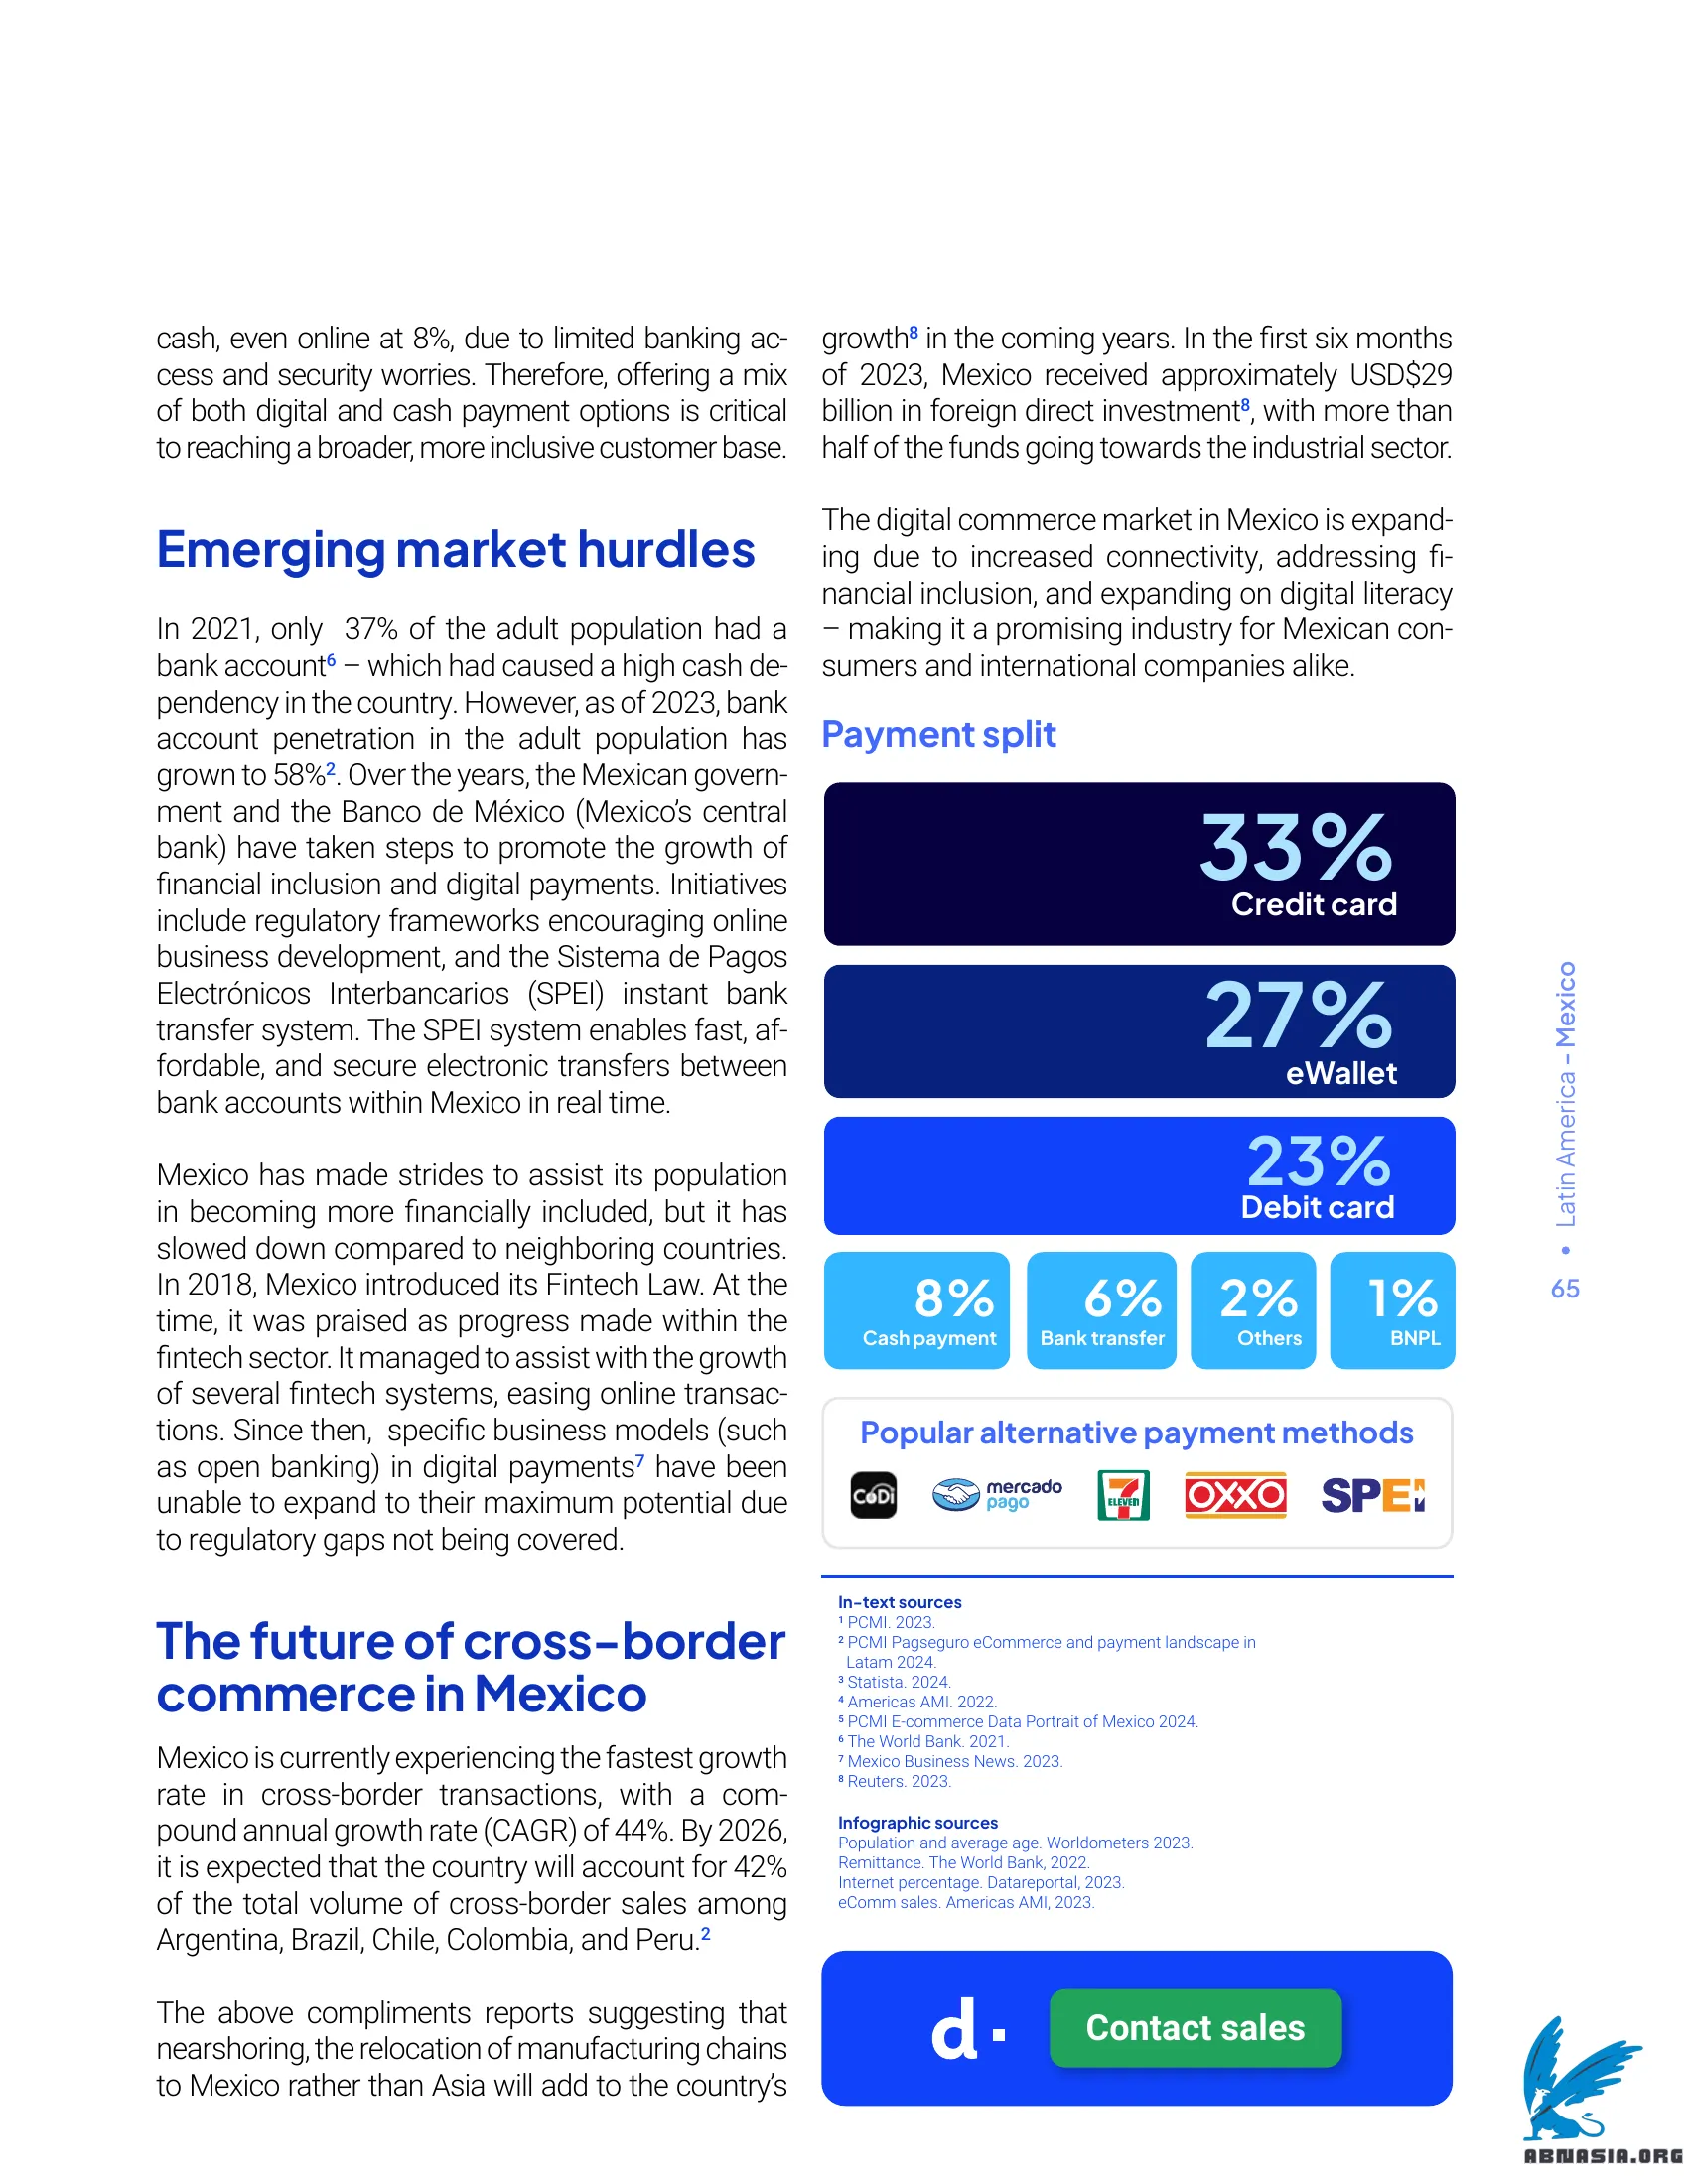 cash, even online at 8%, due to limited banking ac-
cess and security worries. Therefore, offering a mix
of both digital and cash payment options is critical
to reaching a broader, more inclusive customer base.
Emerging market hurdles
In 2021, only 37% of the adult population had a
bank account⁶ – which had caused a high cash de-
pendency in the country. However, as of 2023, bank
account penetration in the adult population has
grown to 58%². Over the years, the Mexican govern-
ment and the Banco de México (Mexico's central
bank) have taken steps to promote the growth of
financial inclusion and digital payments. Initiatives
include regulatory frameworks encouraging online
business development, and the Sistema de Pagos
Electrónicos Interbancarios (SPEI) instant bank
transfer system. The SPEI system enables fast, af-
fordable, and secure electronic transfers between
bank accounts within Mexico in real time.
Mexico has made strides to assist its population
in becoming more financially included, but it has
slowed down compared to neighboring countries.
In 2018, Mexico introduced its Fintech Law. At the
time, it was praised as progress made within the
fintech sector. It managed to assist with the growth
of several fintech systems, easing online transac-
tions. Since then, specific business models (such
as open banking) in digital payments⁷ have been
unable to expand to their maximum potential due
to regulatory gaps not being covered.
The future of cross-border
commerce in Mexico
Mexico is currently experiencing the fastest growth
rate in cross-border transactions, with a com-
pound annual growth rate (CAGR) of 44%. By 2026,
it is expected that the country will account for 42%
of the total volume of cross-border sales among
Argentina, Brazil, Chile, Colombia, and Peru.²
The above compliments reports suggesting that
nearshoring, the relocation of manufacturing chains
to Mexico rather than Asia will add to the country's
growth⁸ in the coming years. In the first six months
of 2023, Mexico received approximately USD$29
billion in foreign direct investment⁸, with more than
half of the funds going towards the industrial sector.
The digital commerce market in Mexico is expand-
ing due to increased connectivity, addressing fi-
nancial inclusion, and expanding on digital literacy
– making it a promising industry for Mexican con-
sumers and international companies alike.
Payment split
33%
Credit card
27%
eWallet
23%
Debit card
8%
Cash payment
6%
Bank transfer
2%
Others
1%
BNPL
Popular alternative payment methods
CoDi
mercado
pago
7
ELEVEN
OXXO
SPEI
In-text sources
¹ PCMI. 2023.
² PCMI Pagseguro eCommerce and payment landscape in
Latam 2024.
³ Statista. 2024.
⁴ Americas AMI. 2022.
⁵ PCMI E-commerce Data Portrait of Mexico 2024.
⁶ The World Bank. 2021.
⁷ Mexico Business News. 2023.
⁸ Reuters. 2023.
Infographic sources
Population and average age. Worldometers 2023.
Remittance. The World Bank, 2022.
Internet percentage. Datareportal, 2023.
eComm sales. Americas AMI, 2023.
d.
Contact sales
Latin America - Mexico
65
ABNASIA.ORG